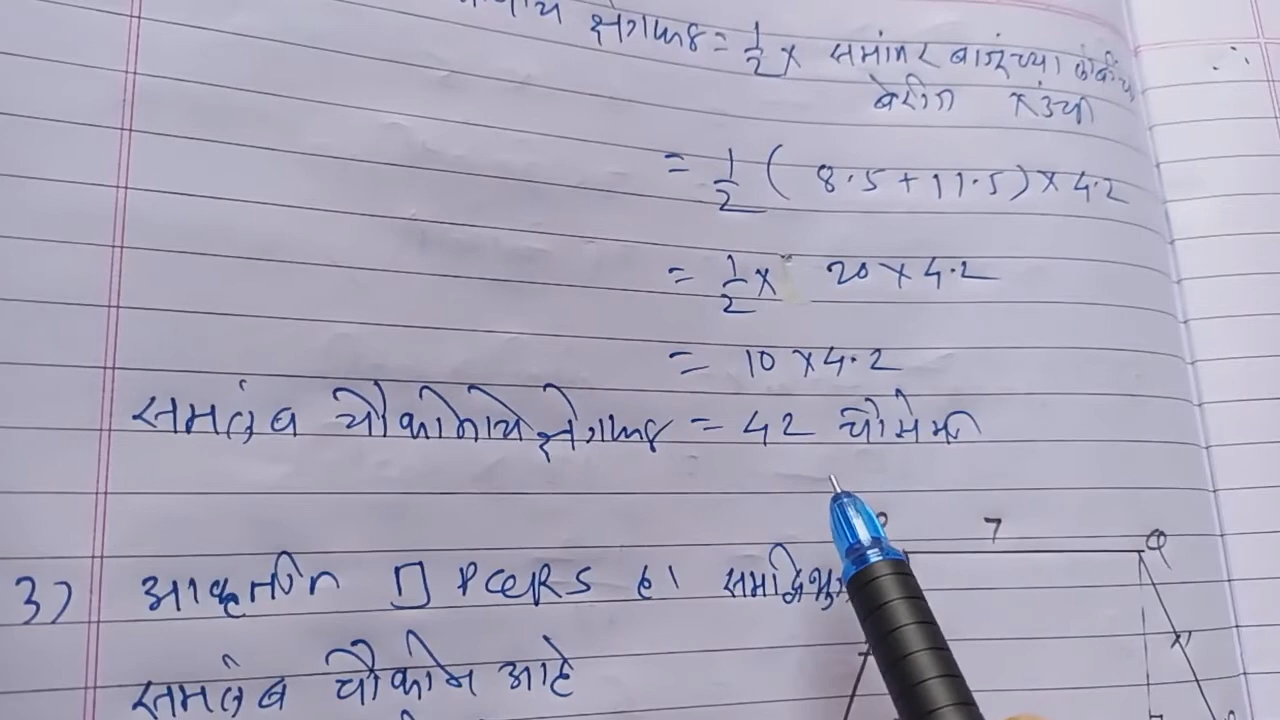 क्षेत्रफळ = 1/2 × समांतर बाजूंच्या लांबीची
बेरीज × उंची
= 1/2 ( 8.5 + 11.5 ) × 4.2
= 1/2 × 20 × 4.2
= 10 × 4.2
समलंब चौकोनाचे क्षेत्रफळ = 42 चौसेमी
7 Q
3) आकृतीत □ PQRS हा समद्विभुज
समलंब चौकोन आहे